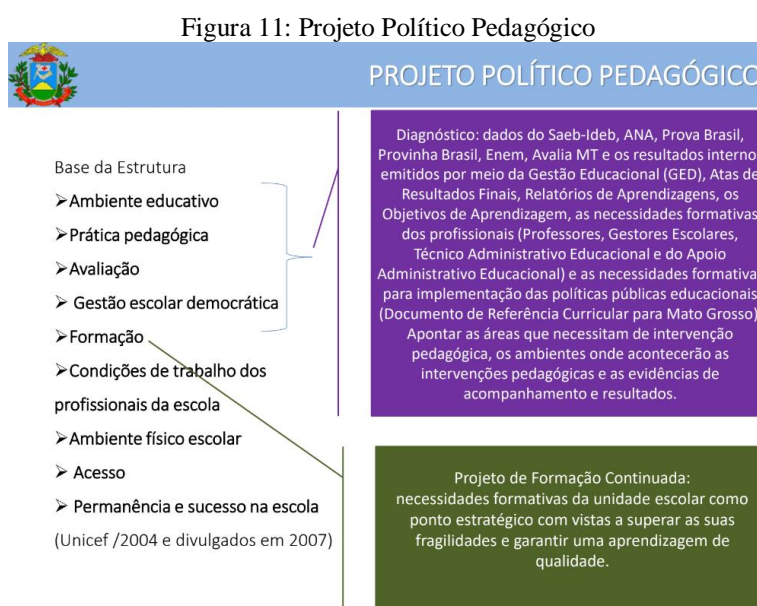 Figura 11: Projeto Político Pedagógico
PROJETO POLÍTICO PEDAGÓGICO
Base da Estrutura
➢Ambiente educativo
➢Prática pedagógica
➢Avaliação
➢ Gestão escolar democrática
➢Formação
➢Condições de trabalho dos
profissionais da escola
➢Ambiente físico escolar
➢ Acesso
➢ Permanência e sucesso na escola
(Unicef /2004 e divulgados em 2007)
Diagnóstico: dados do Saeb-Ideb, ANA, Prova Brasil,
Provinha Brasil, Enem, Avalia MT e os resultados interno
emitidos por meio da Gestão Educacional (GED), Atas de
Resultados Finais, Relatórios de Aprendizagens, os
Objetivos de Aprendizagem, as necessidades formativas
dos profissionais (Professores, Gestores Escolares,
Técnico Administrativo Educacional e do Apoio
Administrativo Educacional) e as necessidades formativa
para implementação das políticas públicas educacionais
(Documento de Referência Curricular para Mato Grosso)
Apontar as áreas que necessitam de intervenção
pedagógica, os ambientes onde acontecerão as
intervenções pedagógicas e as evidências de
acompanhamento e resultados.
Projeto de Formação Continuada:
necessidades formativas da unidade escolar como
ponto estratégico com vistas a superar as suas
fragilidades e garantir uma aprendizagem de
qualidade.